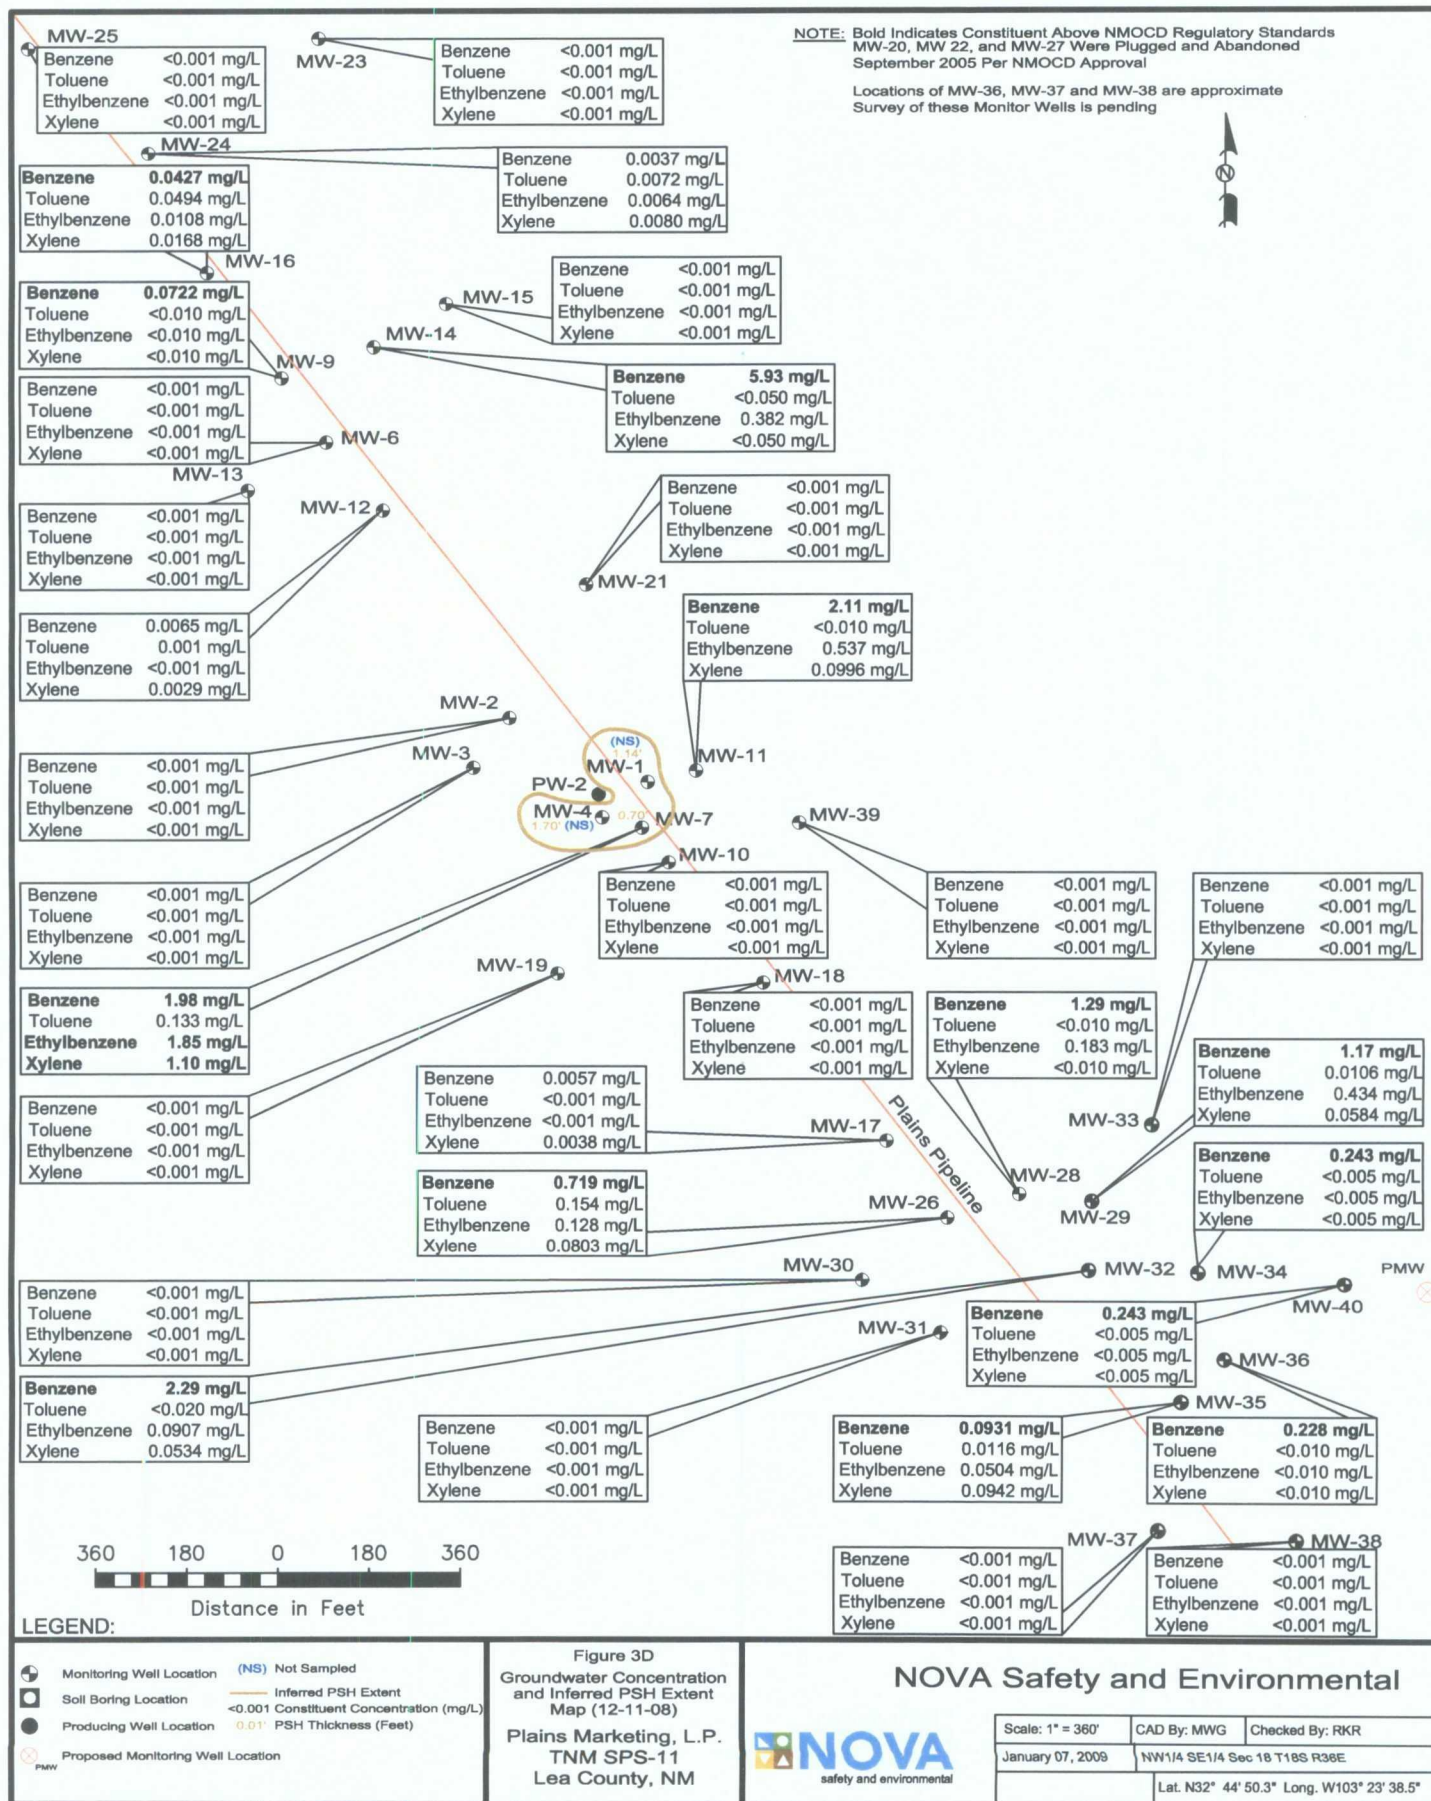 NOTE: Bold Indicates Constituent Above NMOCD Regulatory Standards
MW-20, MW 22, and MW-27 Were Plugged and Abandoned
September 2005 Per NMOCD Approval
Locations of MW-36, MW-37 and MW-38 are approximate
Survey of these Monitor Wells is pending
N
MW-25
Benzene <0.001 mg/L
Toluene <0.001 mg/L
Ethylbenzene <0.001 mg/L
Xylene <0.001 mg/L
MW-23
Benzene <0.001 mg/L
Toluene <0.001 mg/L
Ethylbenzene <0.001 mg/L
Xylene <0.001 mg/L
MW-24
Benzene 0.0037 mg/L
Toluene 0.0072 mg/L
Ethylbenzene 0.0064 mg/L
Xylene 0.0080 mg/L
Benzene 0.0427 mg/L
Toluene 0.0494 mg/L
Ethylbenzene 0.0108 mg/L
Xylene 0.0168 mg/L
MW-16
Benzene 0.0722 mg/L
Toluene <0.010 mg/L
Ethylbenzene <0.010 mg/L
Xylene <0.010 mg/L
MW-9
MW-15
Benzene <0.001 mg/L
Toluene <0.001 mg/L
Ethylbenzene <0.001 mg/L
Xylene <0.001 mg/L
MW-14
Benzene 5.93 mg/L
Toluene <0.050 mg/L
Ethylbenzene 0.382 mg/L
Xylene <0.050 mg/L
Benzene <0.001 mg/L
Toluene <0.001 mg/L
Ethylbenzene <0.001 mg/L
Xylene <0.001 mg/L
MW-6
MW-13
Benzene <0.001 mg/L
Toluene <0.001 mg/L
Ethylbenzene <0.001 mg/L
Xylene <0.001 mg/L
MW-12
Benzene 0.0065 mg/L
Toluene 0.001 mg/L
Ethylbenzene <0.001 mg/L
Xylene 0.0029 mg/L
Benzene <0.001 mg/L
Toluene <0.001 mg/L
Ethylbenzene <0.001 mg/L
Xylene <0.001 mg/L
MW-21
Benzene 2.11 mg/L
Toluene <0.010 mg/L
Ethylbenzene 0.537 mg/L
Xylene 0.0996 mg/L
MW-11
MW-2
Benzene <0.001 mg/L
Toluene <0.001 mg/L
Ethylbenzene <0.001 mg/L
Xylene <0.001 mg/L
MW-3
Benzene <0.001 mg/L
Toluene <0.001 mg/L
Ethylbenzene <0.001 mg/L
Xylene <0.001 mg/L
(NS)
1.14'
MW-1
PW-2
MW-4
1.70' (NS)
0.70'
MW-7
Benzene 1.98 mg/L
Toluene 0.133 mg/L
Ethylbenzene 1.85 mg/L
Xylene 1.10 mg/L
MW-10
Benzene <0.001 mg/L
Toluene <0.001 mg/L
Ethylbenzene <0.001 mg/L
Xylene <0.001 mg/L
MW-39
Benzene <0.001 mg/L
Toluene <0.001 mg/L
Ethylbenzene <0.001 mg/L
Xylene <0.001 mg/L
Benzene <0.001 mg/L
Toluene <0.001 mg/L
Ethylbenzene <0.001 mg/L
Xylene <0.001 mg/L
MW-33
MW-19
Benzene <0.001 mg/L
Toluene <0.001 mg/L
Ethylbenzene <0.001 mg/L
Xylene <0.001 mg/L
MW-18
Benzene <0.001 mg/L
Toluene <0.001 mg/L
Ethylbenzene <0.001 mg/L
Xylene <0.001 mg/L
Benzene 1.29 mg/L
Toluene <0.010 mg/L
Ethylbenzene 0.183 mg/L
Xylene <0.010 mg/L
MW-28
Benzene 1.17 mg/L
Toluene 0.0106 mg/L
Ethylbenzene 0.434 mg/L
Xylene 0.0584 mg/L
MW-29
Benzene 0.0057 mg/L
Toluene <0.001 mg/L
Ethylbenzene <0.001 mg/L
Xylene 0.0038 mg/L
MW-17
Plains Pipeline
Benzene 0.719 mg/L
Toluene 0.154 mg/L
Ethylbenzene 0.128 mg/L
Xylene 0.0803 mg/L
MW-26
Benzene 0.243 mg/L
Toluene <0.005 mg/L
Ethylbenzene <0.005 mg/L
Xylene <0.005 mg/L
MW-34
MW-30
Benzene <0.001 mg/L
Toluene <0.001 mg/L
Ethylbenzene <0.001 mg/L
Xylene <0.001 mg/L
MW-32
Benzene 2.29 mg/L
Toluene <0.020 mg/L
Ethylbenzene 0.0907 mg/L
Xylene 0.0534 mg/L
PMW
MW-40
Benzene 0.243 mg/L
Toluene <0.005 mg/L
Ethylbenzene <0.005 mg/L
Xylene <0.005 mg/L
MW-31
Benzene <0.001 mg/L
Toluene <0.001 mg/L
Ethylbenzene <0.001 mg/L
Xylene <0.001 mg/L
MW-36
MW-35
Benzene 0.0931 mg/L
Toluene 0.0116 mg/L
Ethylbenzene 0.0504 mg/L
Xylene 0.0942 mg/L
Benzene 0.228 mg/L
Toluene <0.010 mg/L
Ethylbenzene <0.010 mg/L
Xylene <0.010 mg/L
MW-37
Benzene <0.001 mg/L
Toluene <0.001 mg/L
Ethylbenzene <0.001 mg/L
Xylene <0.001 mg/L
MW-38
Benzene <0.001 mg/L
Toluene <0.001 mg/L
Ethylbenzene <0.001 mg/L
Xylene <0.001 mg/L
360 180 0 180 360
Distance in Feet
LEGEND:
Monitoring Well Location
Soil Boring Location
Producing Well Location
PMW Proposed Monitoring Well Location
(NS) Not Sampled
Inferred PSH Extent
<0.001 Constituent Concentration (mg/L)
0.01' PSH Thickness (Feet)
Figure 3D
Groundwater Concentration
and Inferred PSH Extent
Map (12-11-08)
Plains Marketing, L.P.
TNM SPS-11
Lea County, NM
NOVA Safety and Environmental
NOVA
safety and environmental
Scale: 1" = 360' CAD By: MWG Checked By: RKR
January 07, 2009 NW1/4 SE1/4 Sec 18 T18S R36E
Lat. N32° 44' 50.3" Long. W103° 23' 38.5"